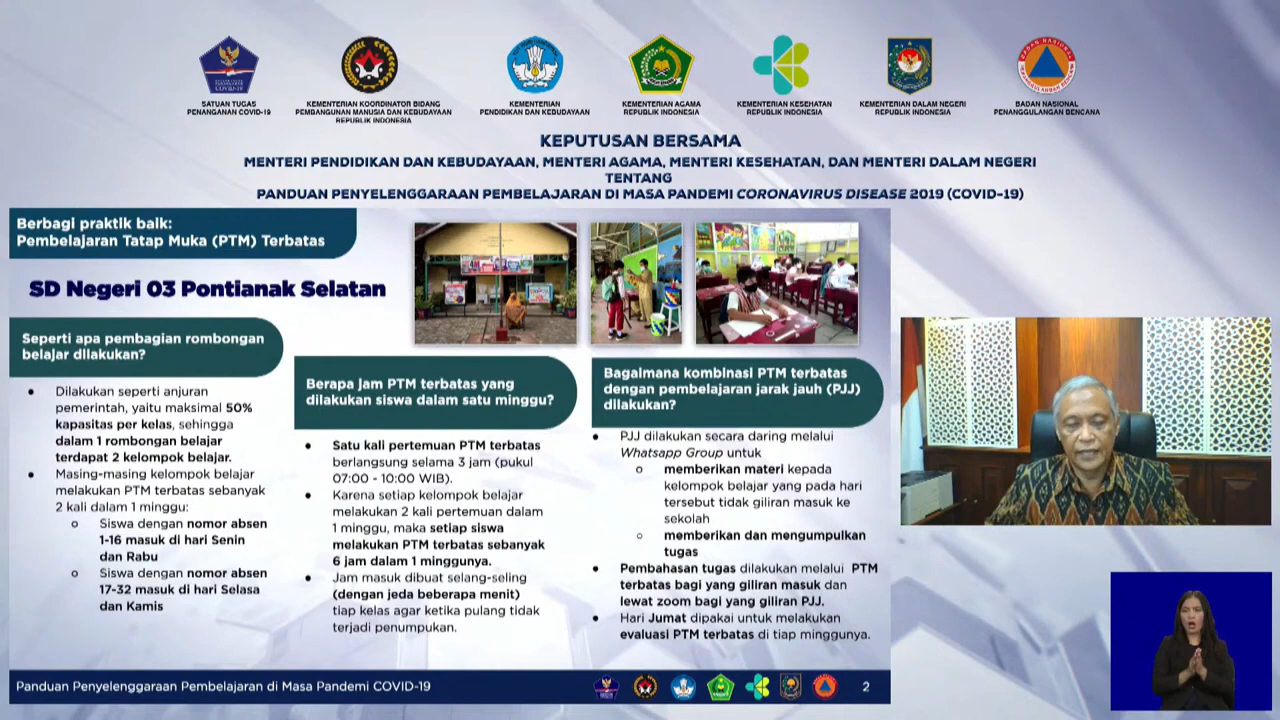 SATUAN TUGAS
PENANGANAN COVID-19
KEMENTERIAN KOORDINATOR BIDANG
PEMBANGUNAN MANUSIA DAN KEBUDAYAAN
REPUBLIK INDONESIA
KEMENTERIAN
PENDIDIKAN DAN KEBUDAYAAN
KEMENTERIAN AGAMA
REPUBLIK INDONESIA
KEMENTERIAN KESEHATAN
REPUBLIK INDONESIA
KEMENTERIAN DALAM NEGERI
REPUBLIK INDONESIA
BADAN NASIONAL
PENANGGULANGAN BENCANA
KEPUTUSAN BERSAMA
MENTERI PENDIDIKAN DAN KEBUDAYAAN, MENTERI AGAMA, MENTERI KESEHATAN, DAN MENTERI DALAM NEGERI
TENTANG
PANDUAN PENYELENGGARAAN PEMBELAJARAN DI MASA PANDEMI CORONAVIRUS DISEASE 2019 (COVID-19)
Berbagi praktik baik:
Pembelajaran Tatap Muka (PTM) Terbatas
SD Negeri 03 Pontianak Selatan
Seperti apa pembagian rombongan
belajar dilakukan?
● Dilakukan seperti anjuran
pemerintah, yaitu maksimal 50%
kapasitas per kelas, sehingga
dalam 1 rombongan belajar
terdapat 2 kelompok belajar.
● Masing-masing kelompok belajar
melakukan PTM terbatas sebanyak
2 kali dalam 1 minggu:
○ Siswa dengan nomor absen
1-16 masuk di hari Senin
dan Rabu
○ Siswa dengan nomor absen
17-32 masuk di hari Selasa
dan Kamis
Berapa jam PTM terbatas yang
dilakukan siswa dalam satu minggu?
● Satu kali pertemuan PTM terbatas
berlangsung selama 3 jam (pukul
07:00 - 10:00 WIB).
● Karena setiap kelompok belajar
melakukan 2 kali pertemuan dalam
1 minggu, maka setiap siswa
melakukan PTM terbatas sebanyak
6 jam dalam 1 minggunya.
● Jam masuk dibuat selang-seling
(dengan jeda beberapa menit)
tiap kelas agar ketika pulang tidak
terjadi penumpukan.
Bagaimana kombinasi PTM terbatas
dengan pembelajaran jarak jauh (PJJ)
dilakukan?
● PJJ dilakukan secara daring melalui
Whatsapp Group untuk
○ memberikan materi kepada
kelompok belajar yang pada hari
tersebut tidak giliran masuk ke
sekolah
○ memberikan dan mengumpulkan
tugas
● Pembahasan tugas dilakukan melalui PTM
terbatas bagi yang giliran masuk dan
lewat zoom bagi yang giliran PJJ.
● Hari Jumat dipakai untuk melakukan
evaluasi PTM terbatas di tiap minggunya.
Panduan Penyelenggaraan Pembelajaran di Masa Pandemi COVID-19
2